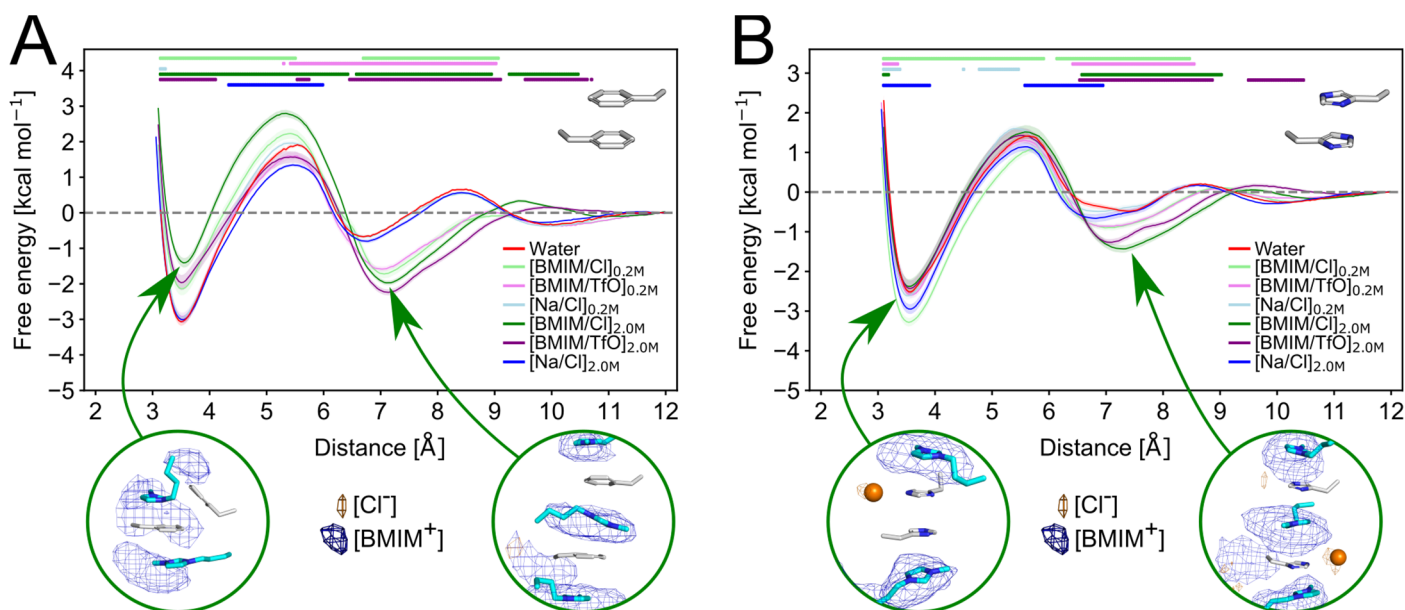 A
Free energy [kcal mol⁻¹]
4
3
2
1
0
−1
−2
−3
−4
−5
Water
[BMIM/Cl]0.2M
[BMIM/TfO]0.2M
[Na/Cl]0.2M
[BMIM/Cl]2.0M
[BMIM/TfO]2.0M
[Na/Cl]2.0M
2 3 4 5 6 7 8 9 10 11 12
Distance [Å]
[Cl⁻]
[BMIM⁺]
B
Free energy [kcal mol⁻¹]
3
2
1
0
−1
−2
−3
−4
−5
Water
[BMIM/Cl]0.2M
[BMIM/TfO]0.2M
[Na/Cl]0.2M
[BMIM/Cl]2.0M
[BMIM/TfO]2.0M
[Na/Cl]2.0M
2 3 4 5 6 7 8 9 10 11 12
Distance [Å]
[Cl⁻]
[BMIM⁺]